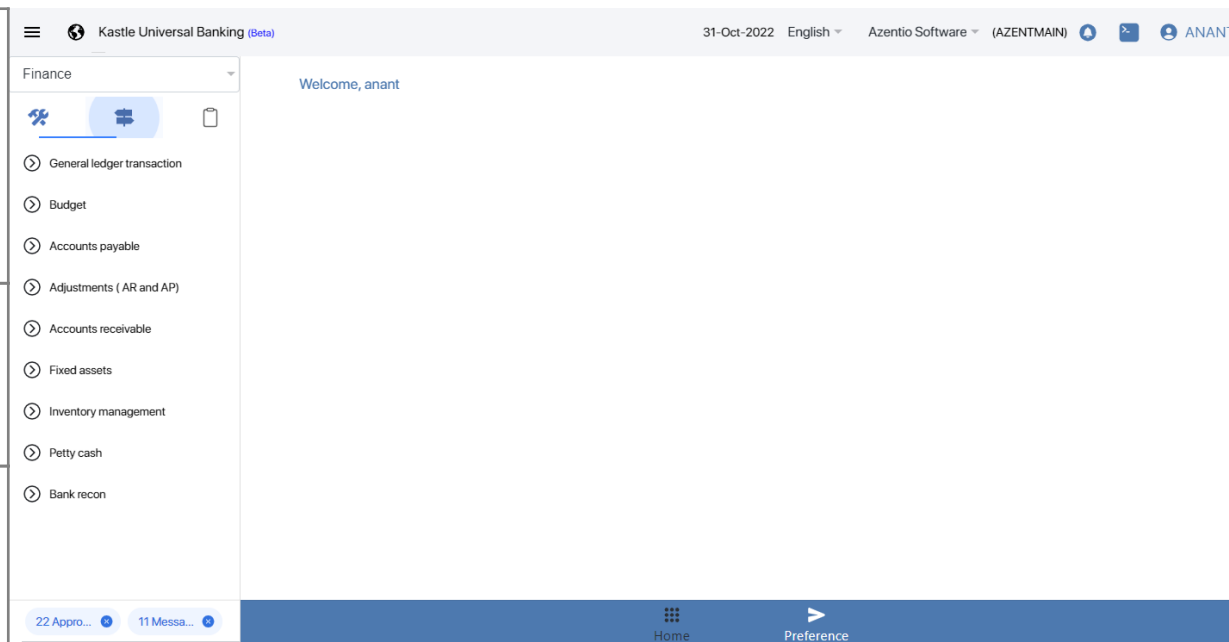 Kastle Universal Banking (Beta) 31-Oct-2022 English Azentio Software (AZENTMAIN) ANANT
Finance
Welcome, anant
General ledger transaction
Budget
Accounts payable
Adjustments ( AR and AP)
Accounts receivable
Fixed assets
Inventory management
Petty cash
Bank recon
22 Appro... 11 Messa...
Home Preference